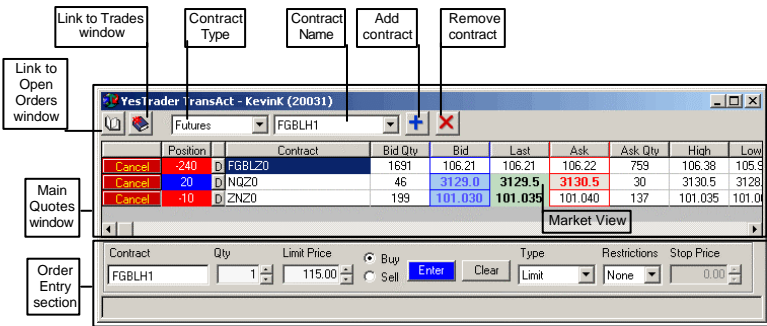 Link to Trades window
Contract Type
Contract Name
Add contract
Remove contract
Link to Open Orders window
YesTrader TransAct - KevinK (20031)
Futures FGBLH1
Position Contract Bid Qty Bid Last Ask Ask Qty High Low
Cancel -240 D FGBLZ0 1691 106.21 106.21 106.22 759 106.38 105.9
Cancel 20 D NQZ0 46 3129.0 3129.5 3130.5 30 3130.5 3128.
Cancel -10 D ZNZ0 199 101.030 101.035 101.040 137 101.035 101.0
Main Quotes window
Market View
Order Entry section
Contract Qty Limit Price Buy Type Restrictions Stop Price
FGBLH1 1 115.00 Sell Enter Clear Limit None 0.00